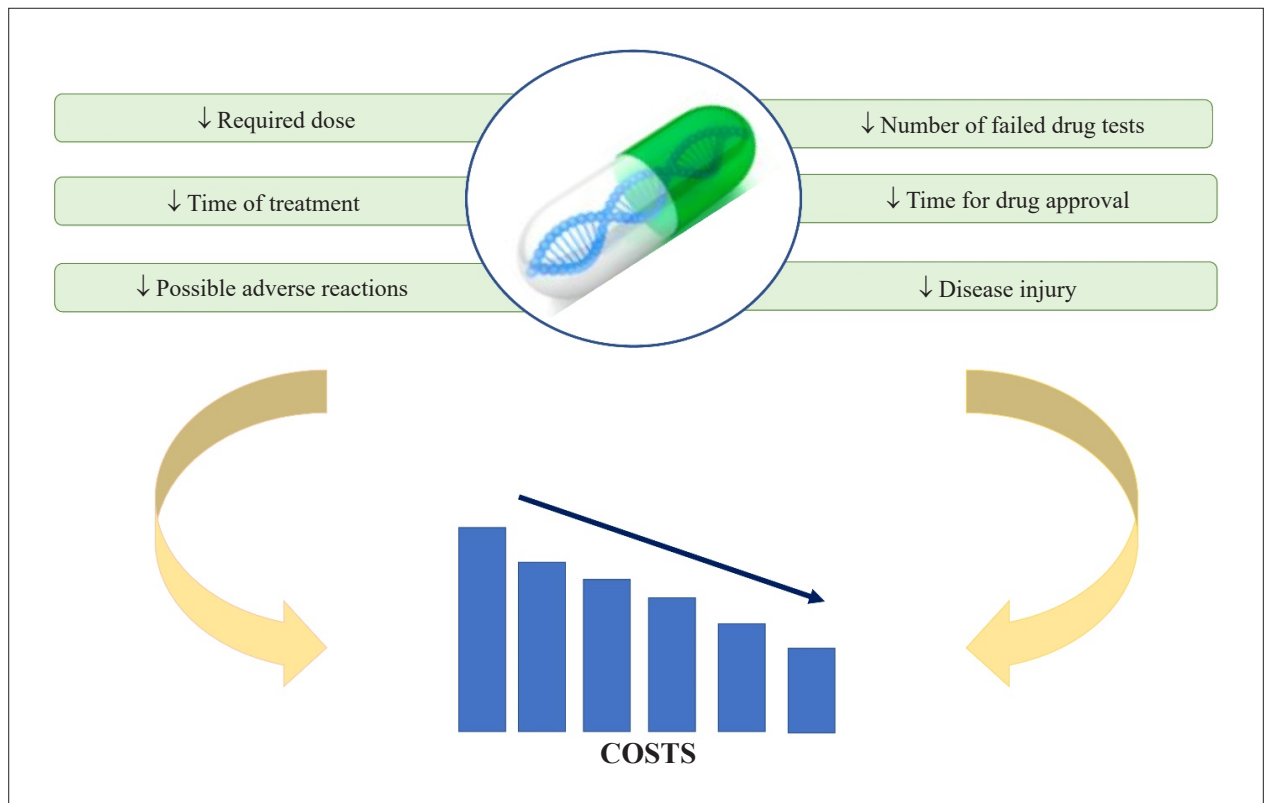 ↓ Required dose
↓ Number of failed drug tests
↓ Time of treatment
↓ Time for drug approval
↓ Possible adverse reactions
↓ Disease injury
COSTS